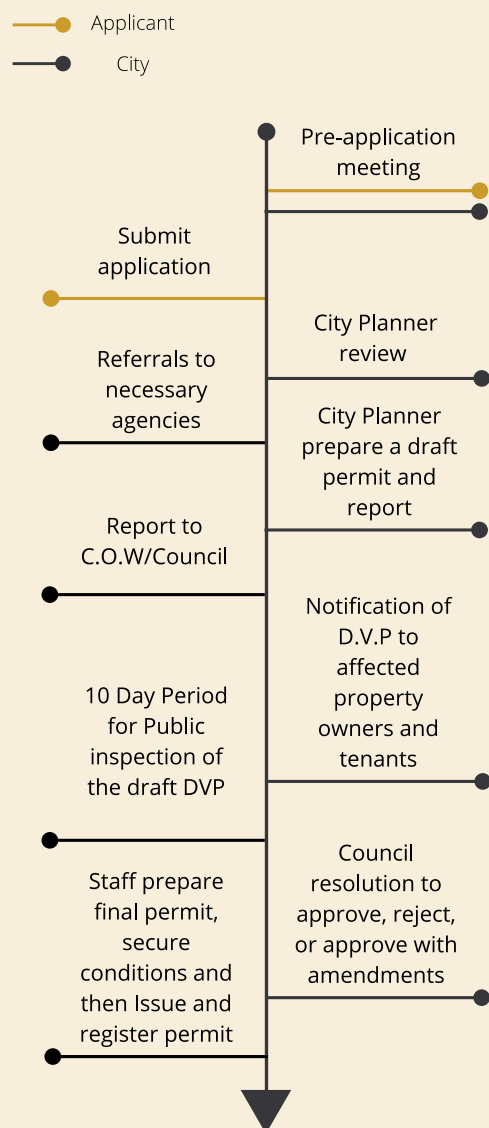 Applicant
City
Pre-application
meeting
Submit
application
City Planner
review
Referrals to
necessary
agencies
City Planner
prepare a draft
permit and
report
Report to
C.O.W/Council
Notification of
D.V.P to
affected
property
owners and
tenants
10 Day Period
for Public
inspection of
the draft DVP
Council
resolution to
approve, reject,
or approve with
amendments
Staff prepare
final permit,
secure
conditions and
then Issue and
register permit